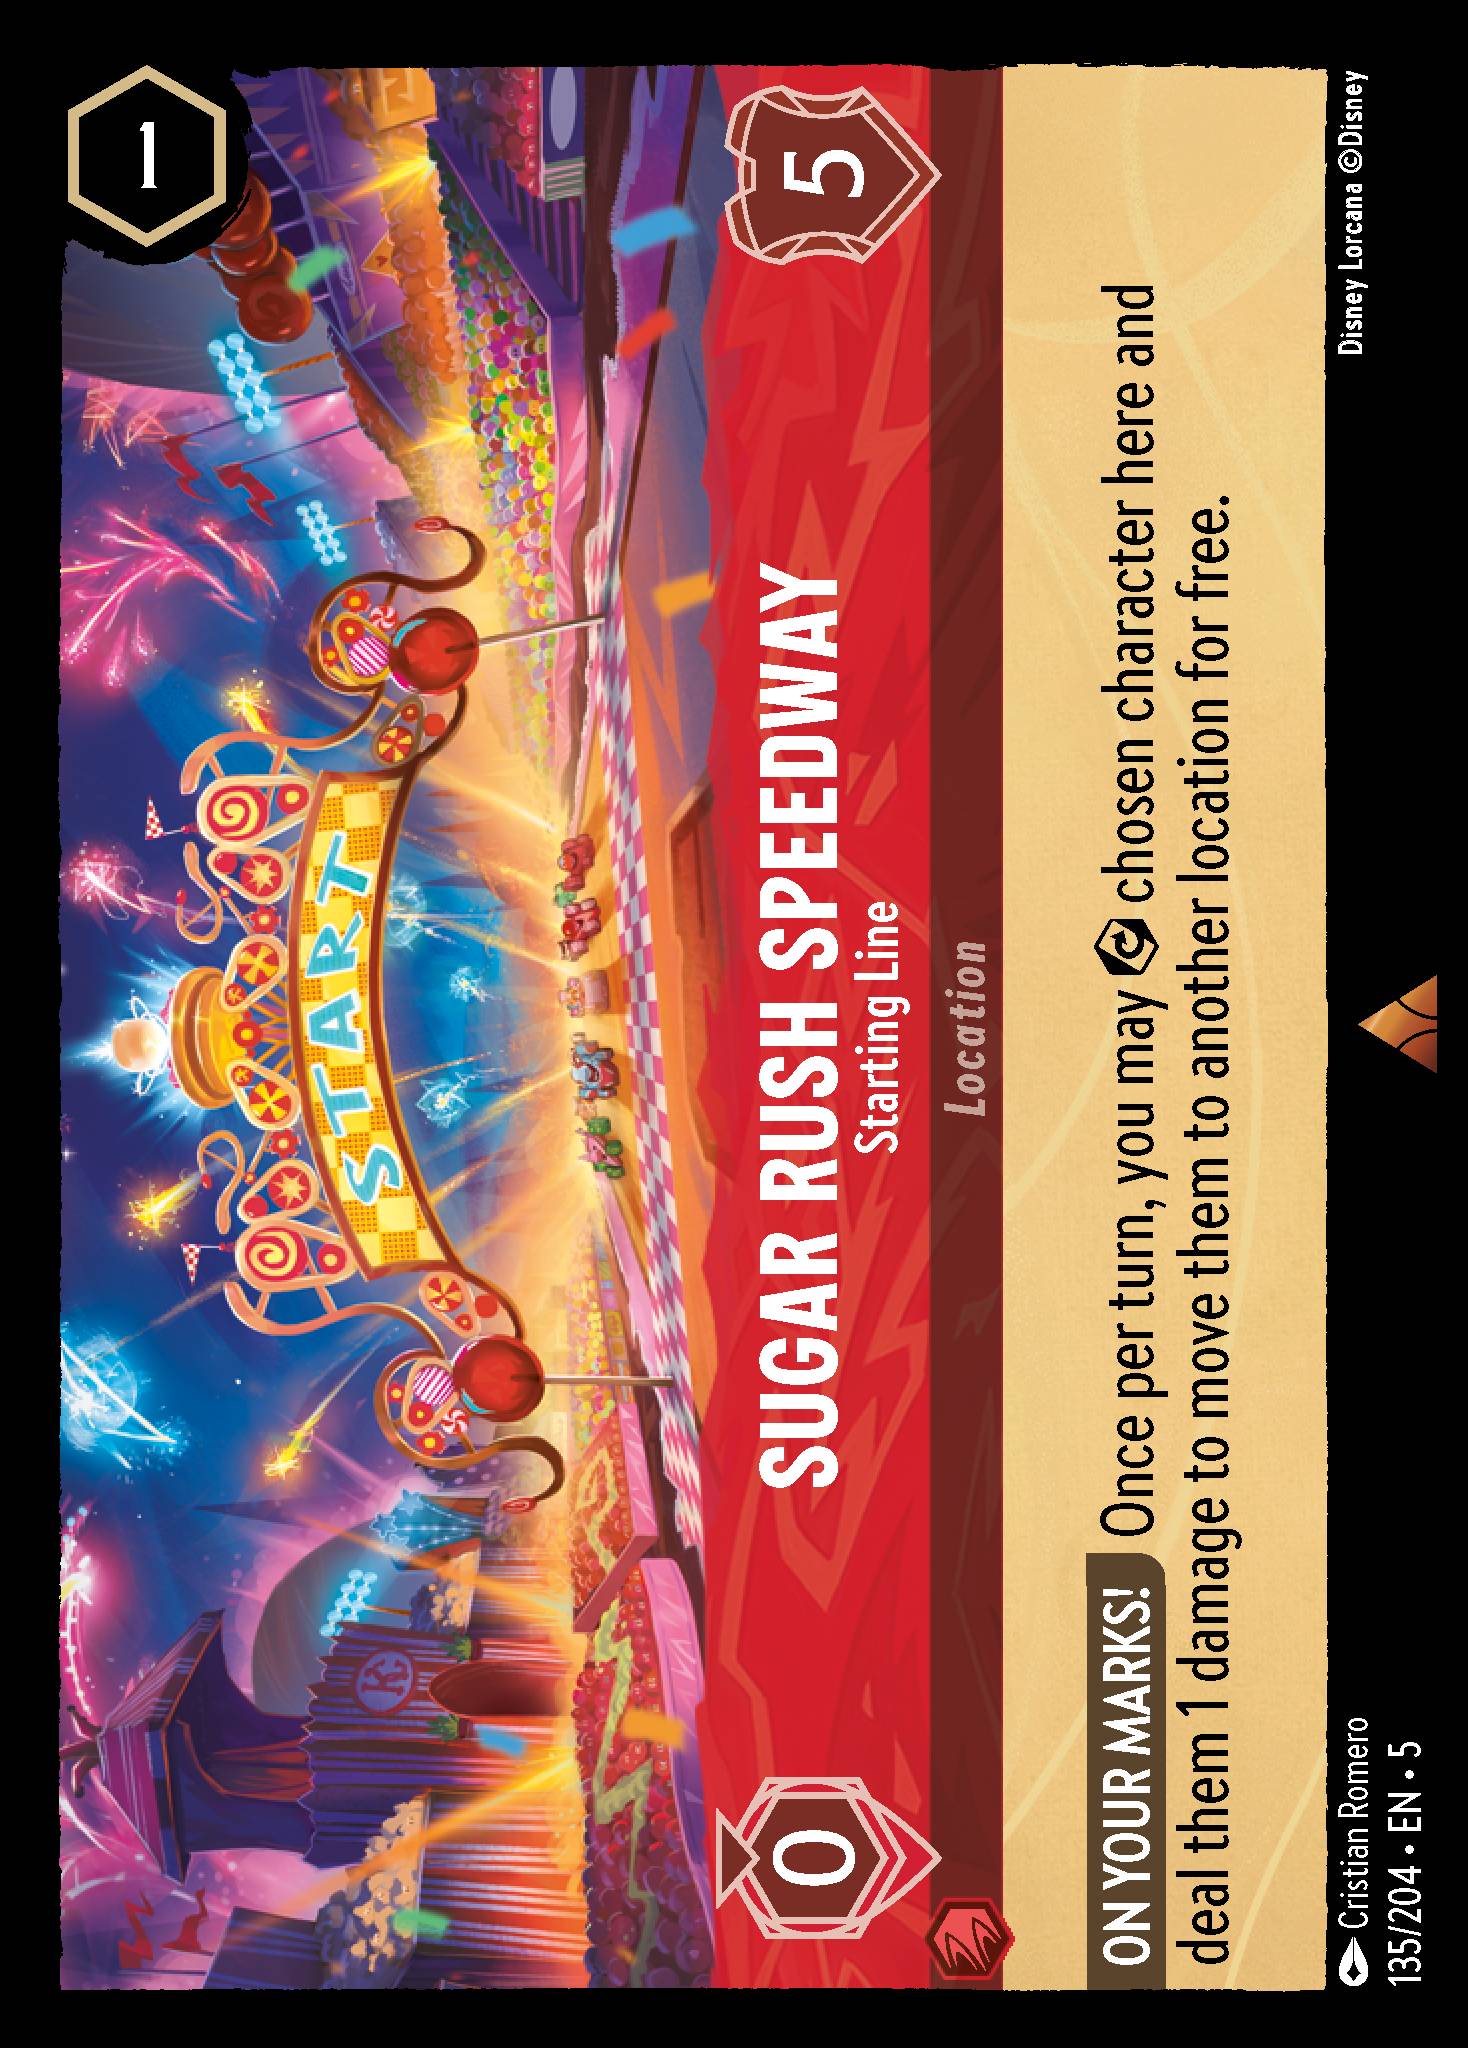 1
START
K
SUGAR RUSH SPEEDWAY
Starting Line
0
5
Location
ON YOUR MARKS! Once per turn, you may chosen character here and
deal them 1 damage to move them to another location for free.
Cristian Romero
Disney Lorcana ©Disney
135/204 • EN • 5